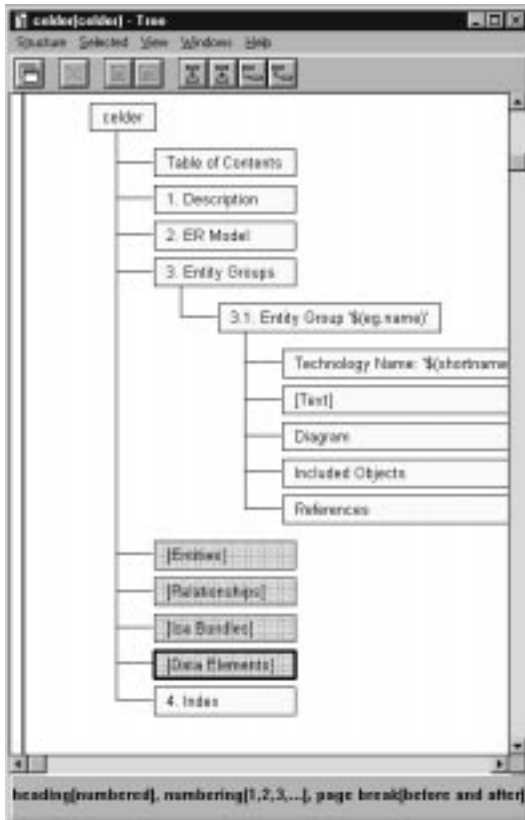 celder(celder) - Tree
Structure Selected View Windows Help
celder
Table of Contents
1. Description
2. ER Model
3. Entity Groups
3.1. Entity Group '$(eg.name)'
Technology Name: '$(shortname
[Text]
Diagram
Included Objects
References
[Entities]
[Relationships]
[Isa Bundles]
[Data Elements]
4. Index
heading[numbered], numbering[1,2,3,...], page break[before and after]